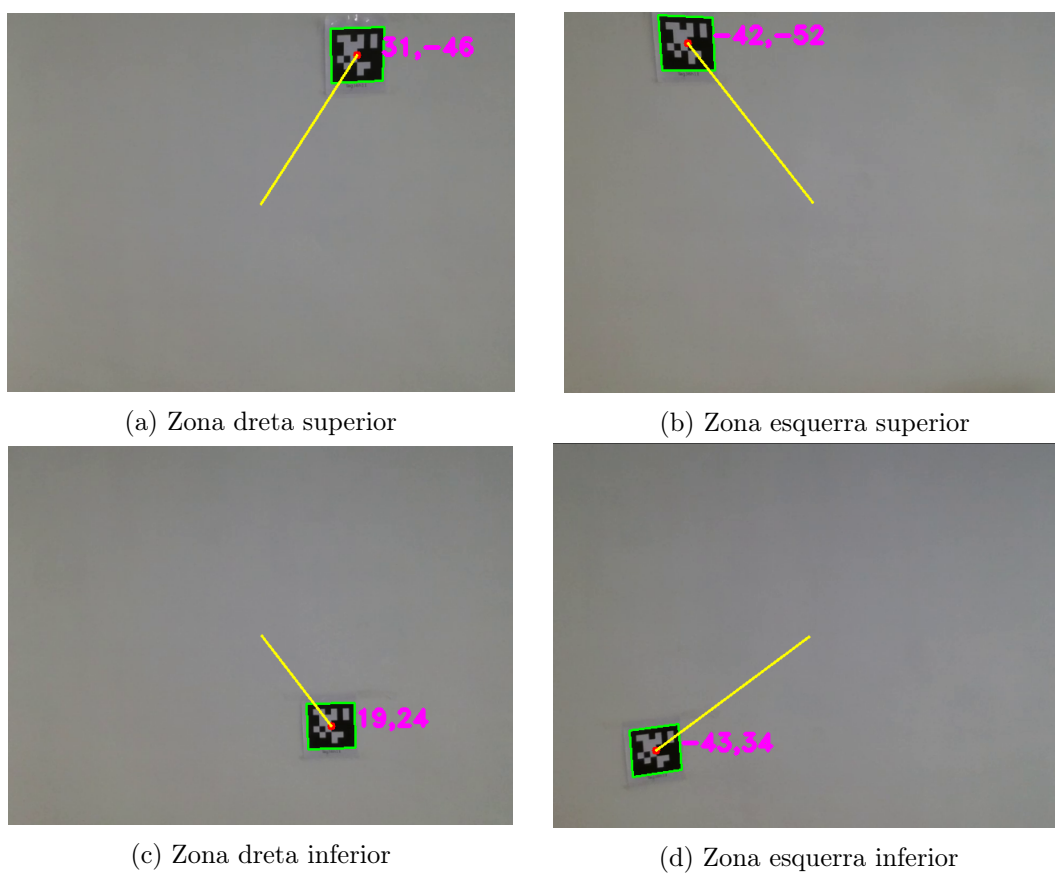 31,-46
-42,-52
(a) Zona dreta superior
(b) Zona esquerra superior
19,24
-43,34
(c) Zona dreta inferior
(d) Zona esquerra inferior